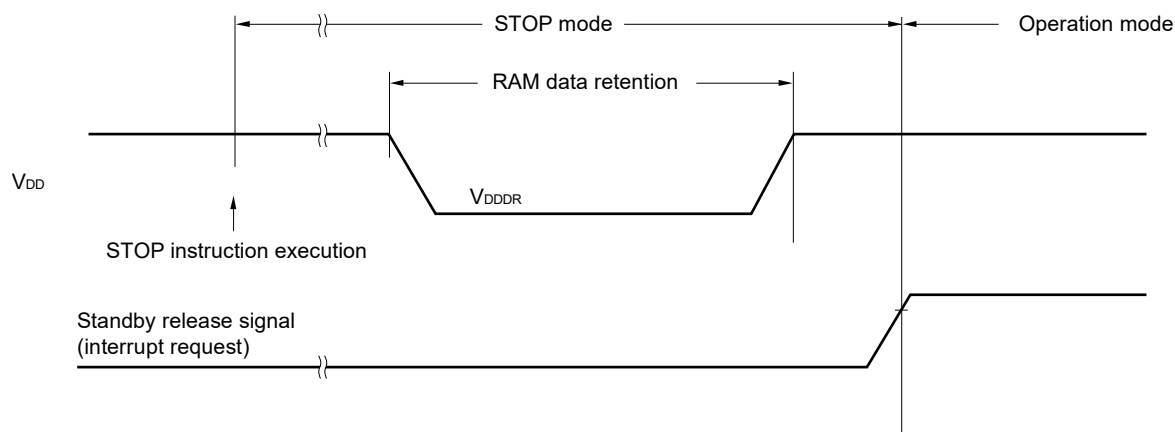 STOP mode
Operation mode
RAM data retention
VDD
VDDDR
STOP instruction execution
Standby release signal
(interrupt request)